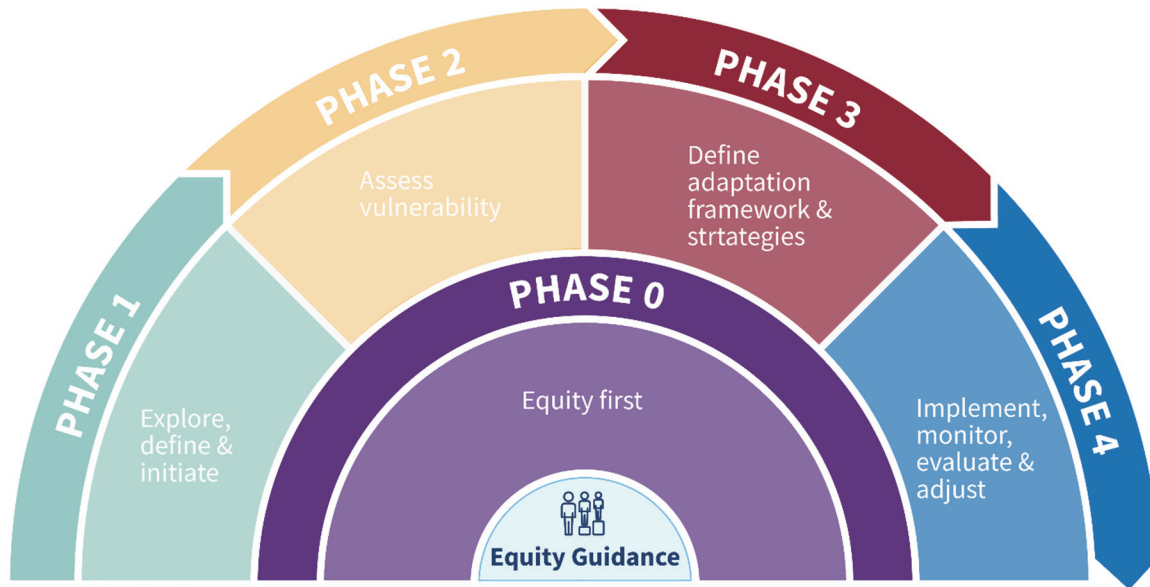 PHASE 1
Explore,
define &
initiate
PHASE 2
Assess
vulnerability
PHASE 3
Define
adaptation
framework &
strtategies
PHASE 4
Implement,
monitor,
evaluate &
adjust
PHASE 0
Equity first
Equity Guidance